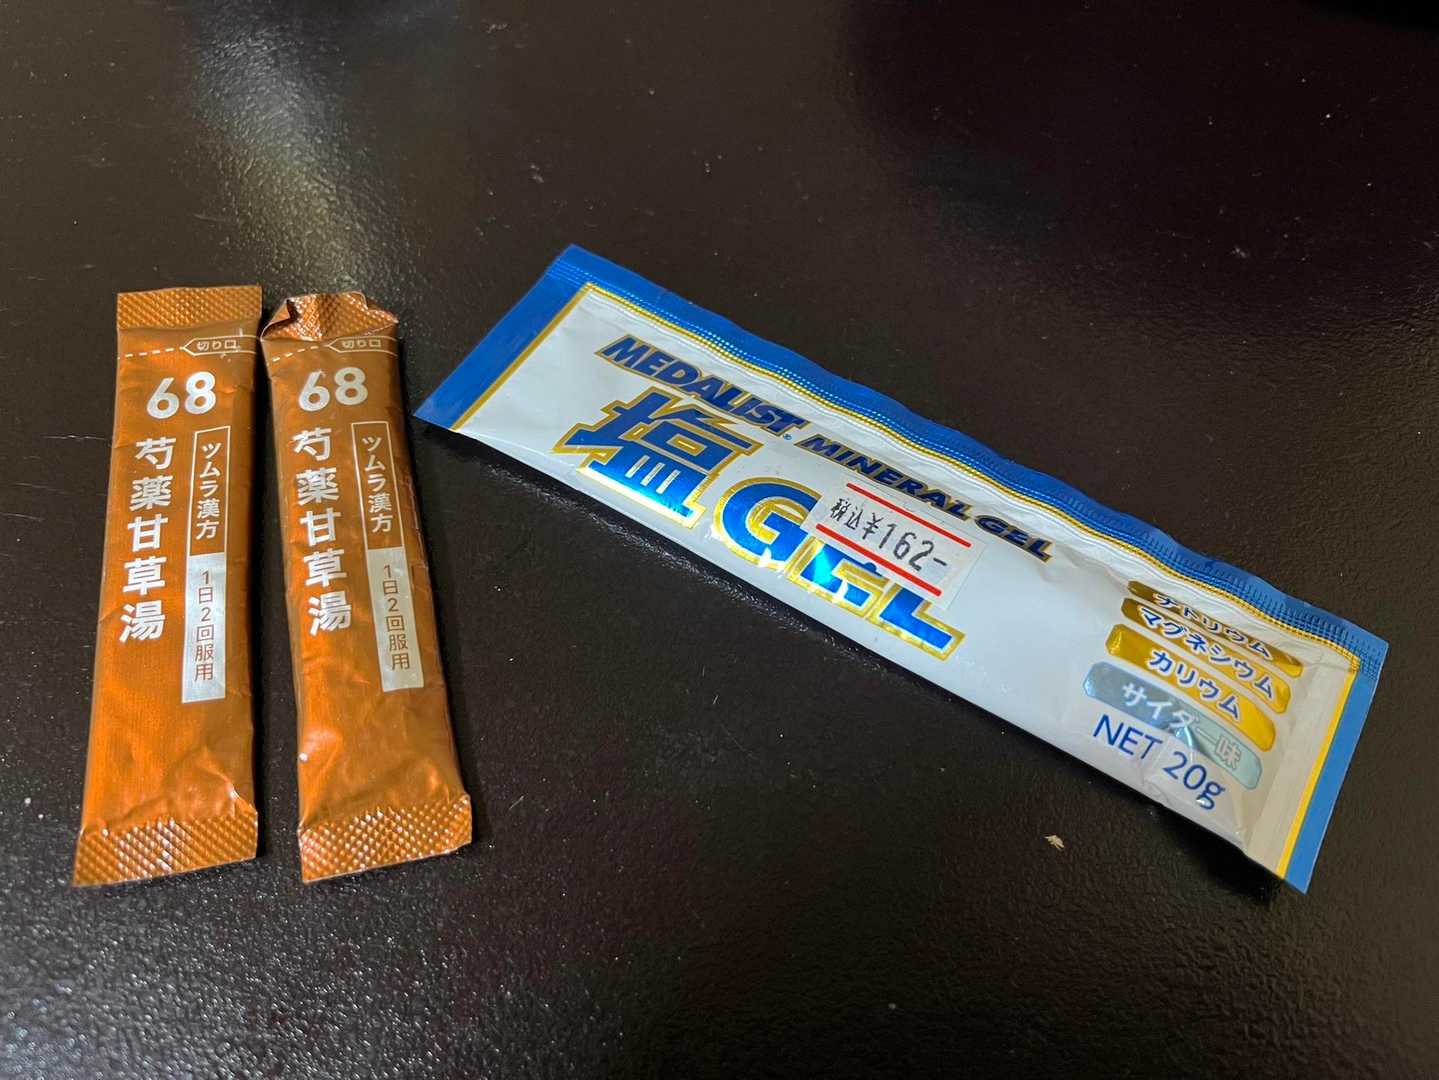 切り口
68
芍薬甘草湯
ツムラ漢方
1日2回服用
切り口
68
芍薬甘草湯
ツムラ漢方
1日2回服用
MEDALIST® MINERAL GEL
塩GEL
税込¥162-
ナトリウム
マグネシウム
カリウム
サイダー味
NET 20g